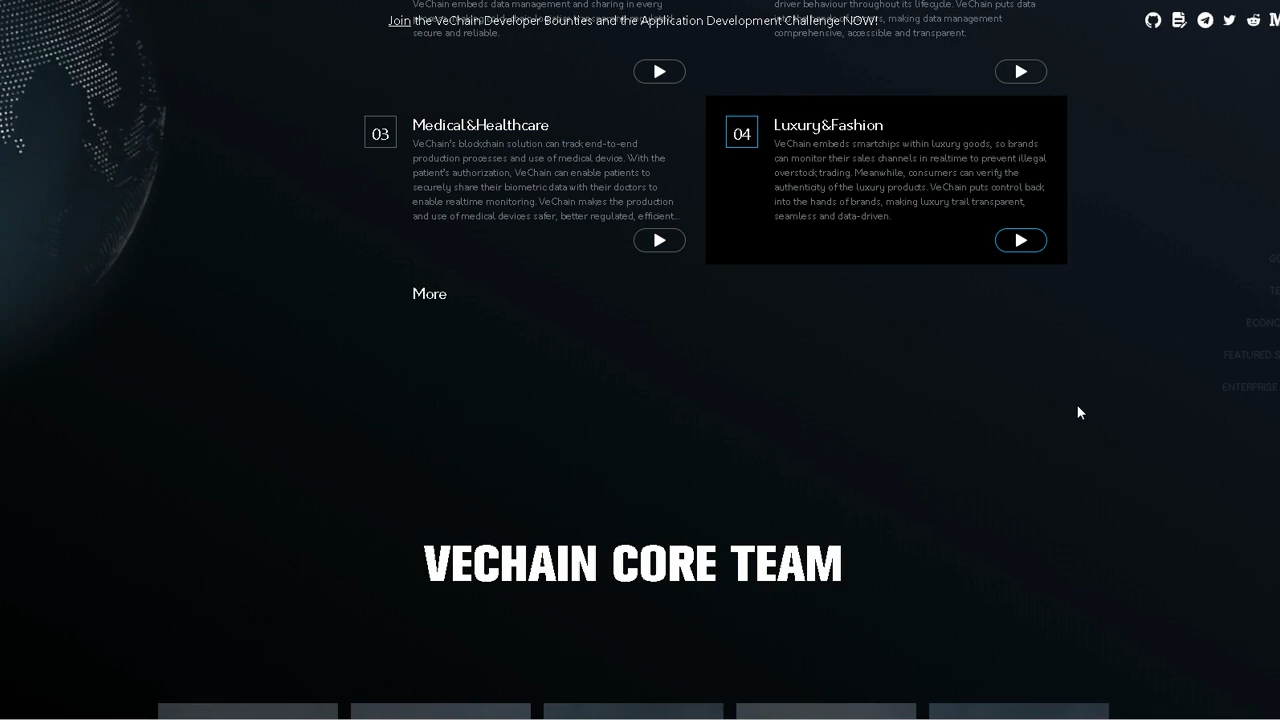 VeChain embeds data management and sharing in every
driver behaviour throughout its lifecycle. VeChain puts data
Join the VeChain Developer Bounties and the Application Development Challenge NOW!
secure and reliable.
making data management
comprehensive, accessible and transparent.
03
Medical&Healthcare
VeChain's blockchain solution can track end-to-end
production processes and use of medical device. With the
patient's authorization, VeChain can enable patients to
securely share their biometric data with their doctors to
enable realtime monitoring. VeChain makes the production
and use of medical devices safer, better regulated, efficient...
04
Luxury&Fashion
VeChain embeds smartchips within luxury goods, so brands
can monitor their sales channels in realtime to prevent illegal
overstock trading. Meanwhile, consumers can verify the
authenticity of the luxury products. VeChain puts control back
into the hands of brands, making luxury trail transparent,
seamless and data-driven.
More
FEATURED
ENTERPRISE
VECHAIN CORE TEAM